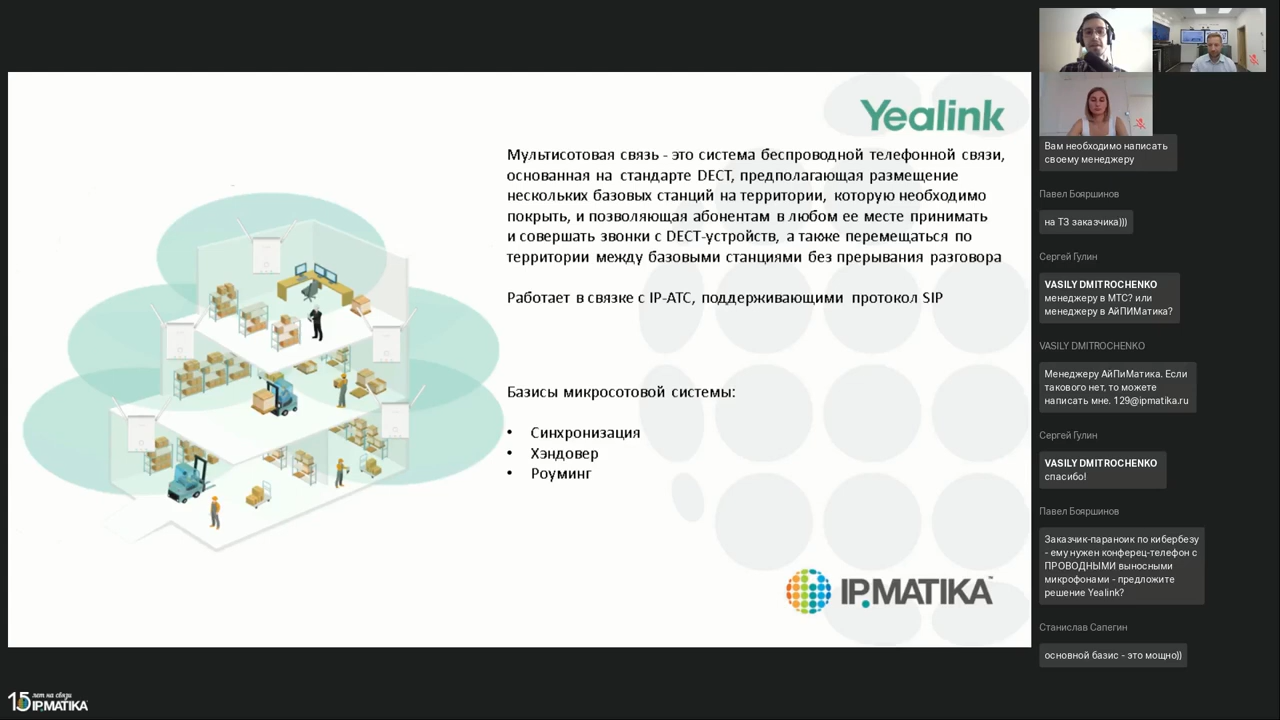 Yealink
Мультисотовая связь - это система беспроводной телефонной связи,
основанная на стандарте DECT, предполагающая размещение
нескольких базовых станций на территории, которую необходимо
покрыть, и позволяющая абонентам в любом ее месте принимать
и совершать звонки с DECT-устройств, а также перемещаться по
территории между базовыми станциями без прерывания разговора
Работает в связке с IP-АТС, поддерживающими протокол SIP
Базисы микросотовой системы:
• Синхронизация
• Хэндовер
• Роуминг
IP.MATIKA™
15 лет на связи
IP.MATIKA
Вам необходимо написать
своему менеджеру
Павел Бояршинов
на ТЗ заказчика)))
Сергей Гулин
VASILY DMITROCHENKO
менеджеру в МТС? или
менеджеру в АйПИМатика?
VASILY DMITROCHENKO
Менеджеру АйПиМатика. Если
такового нет, то можете
написать мне. 129@ipmatika.ru
Сергей Гулин
VASILY DMITROCHENKO
спасибо!
Павел Бояршинов
Заказчик-параноик по кибербезу
- ему нужен конферец-телефон с
ПРОВОДНЫМИ выносными
микрофонами - предложите
решение Yealink?
Станислав Сапегин
основной базис - это мощно))